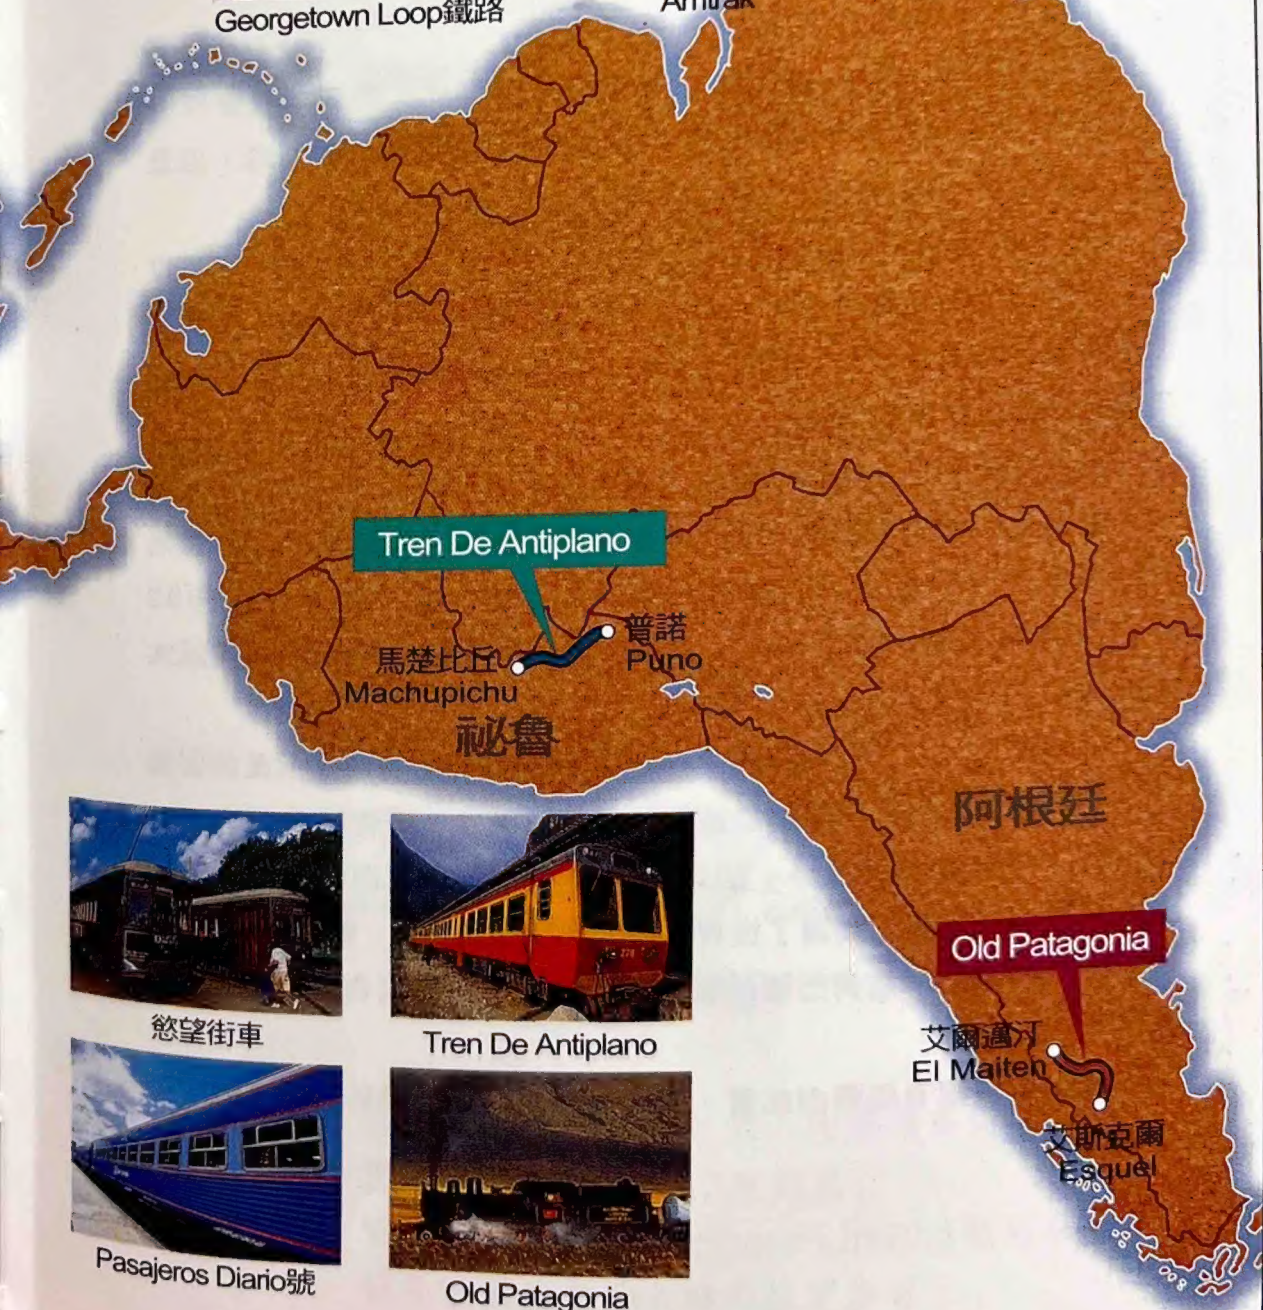 Georgetown Loop鐵路
Amtrak
Tren De Antiplano
普諾
Puno
馬楚比丘
Machupichu
祕魯
阿根廷
Old Patagonia
艾爾邁汀
El Maiten
艾斯克爾
Esquel
慾望街車
Tren De Antiplano
Pasajeros Diario號
Old Patagonia